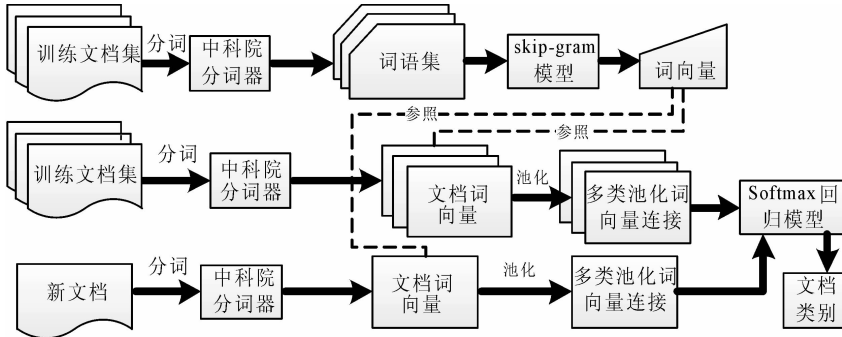 训练文档集
分词
中科院
分词器
词语集
skip-gram
模型
词向量
参照
参照
训练文档集
分词
中科院
分词器
文档词
向量
池化
多类池化词
向量连接
Softmax回
归模型
新文档
分词
中科院
分词器
文档词
向量
池化
多类池化词
向量连接
文档
类别